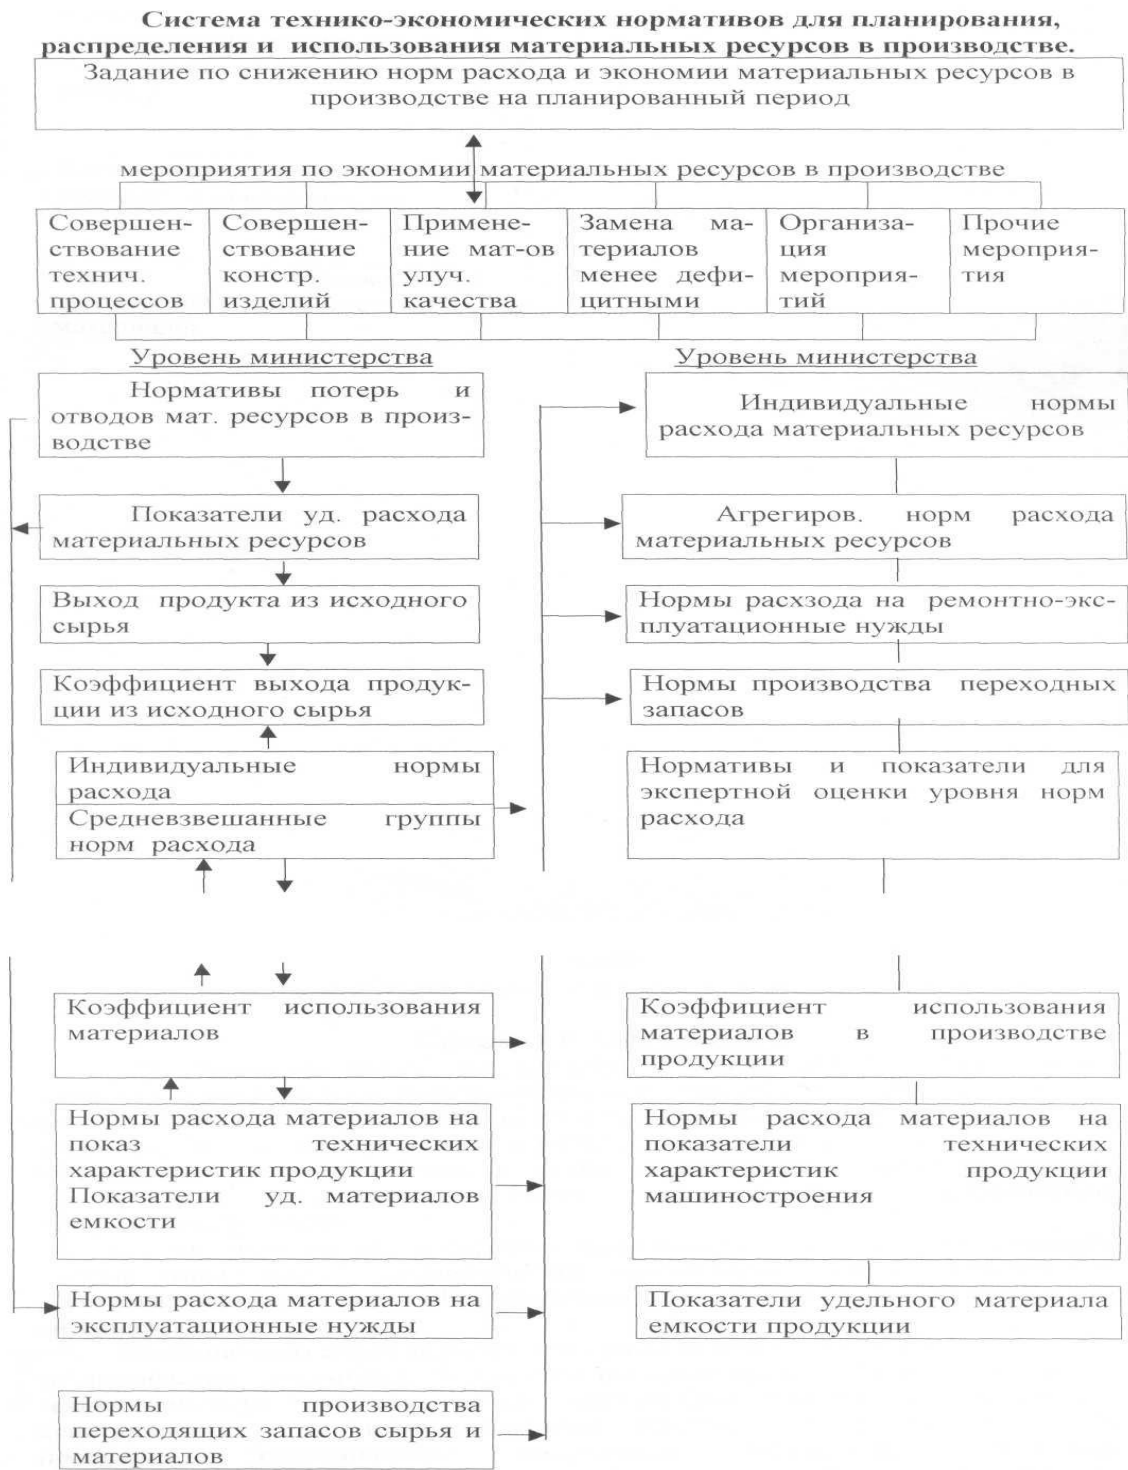 Система технико-экономических нормативов для планирования,
распределения и использования материальных ресурсов в производстве.
Задание по снижению норм расхода и экономии материальных ресурсов в
производстве на планированный период
мероприятия по экономии материальных ресурсов в производстве
Совершен-
ствование
технич.
процессов
Совершен-
ствование
констр.
изделий
Примене-
ние мат-ов
улуч.
качества
Замена ма-
териалов
менее дефи-
цитными
Организа-
ция
мероприя-
тий
Прочие
мероприя-
тия
Уровень министерства
Нормативы потерь и
отводов мат. ресурсов в произ-
водстве
Показатели уд. расхода
материальных ресурсов
Выход продукта из исходного
сырья
Коэффициент выхода продук-
ции из исходного сырья
Индивидуальные нормы
расхода
Средневзвешанные группы
норм расхода
Уровень министерства
Индивидуальные нормы
расхода материальных ресурсов
Агрегиров. норм расхода
материальных ресурсов
Нормы расхзода на ремонтно-экс-
плуатационные нужды
Нормы производства переходных
запасов
Нормативы и показатели для
экспертной оценки уровня норм
расхода
Коэффициент использования
материалов
Нормы расхода материалов на
показ технических
характеристик продукции
Показатели уд. материалов
емкости
Нормы расхода материалов на
эксплуатационные нужды
Нормы производства
переходящих запасов сырья и
материалов
Коэффициент использования
материалов в производстве
продукции
Нормы расхода материалов на
показатели технических
характеристик продукции
машиностроения
Показатели удельного материала
емкости продукции